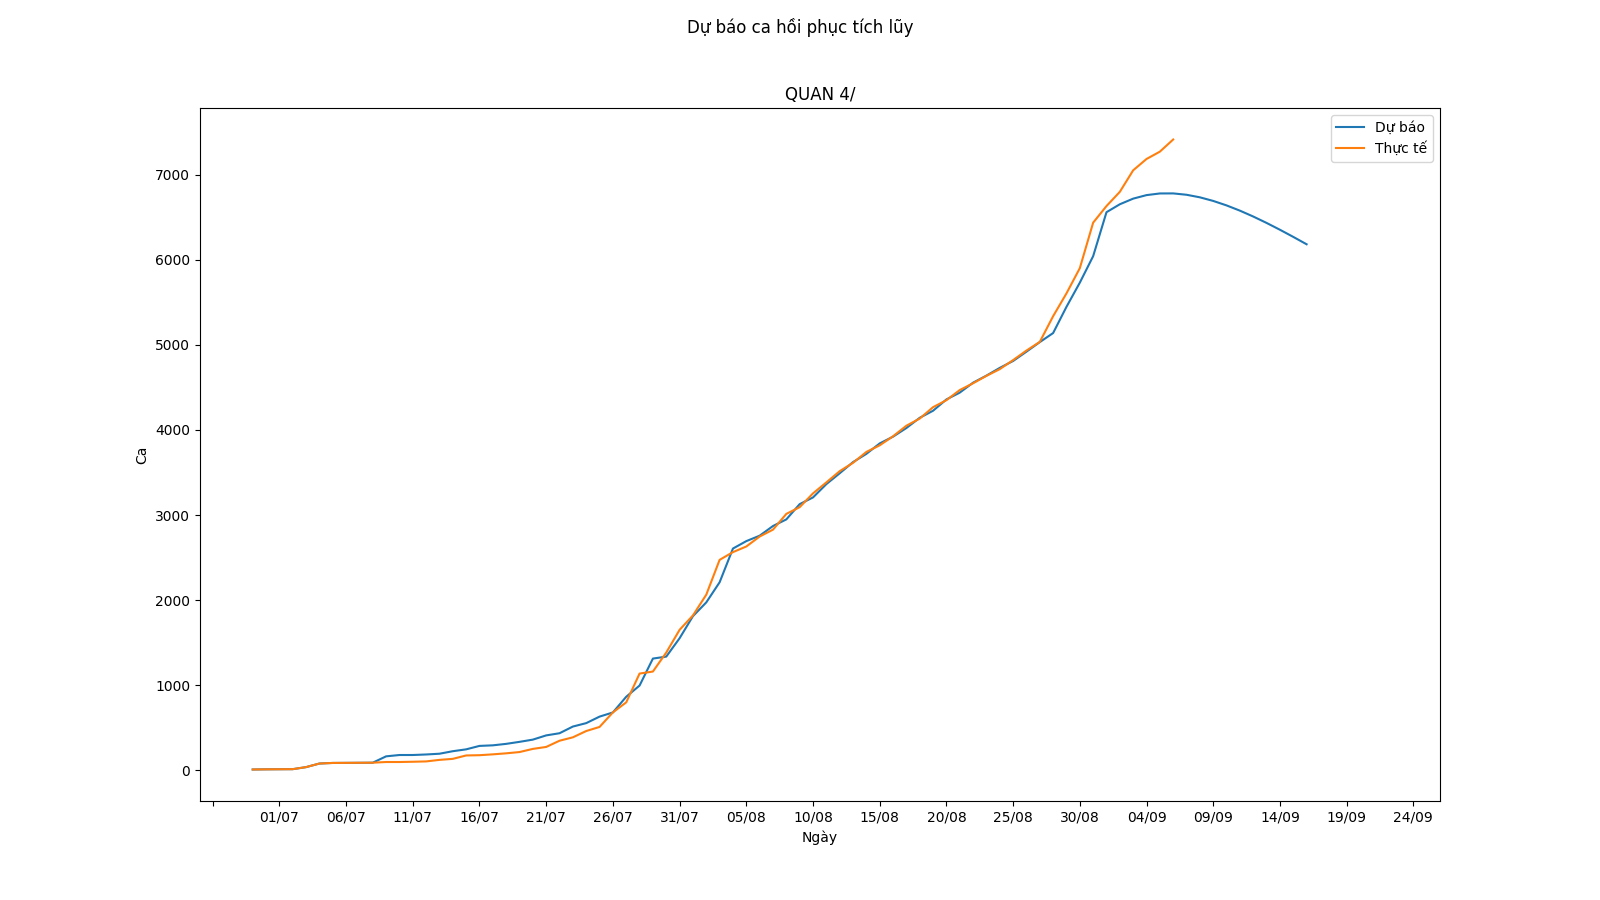 Dự báo ca hồi phục tích lũy
QUAN 4/
Dự báo
Thực tế
7000
6000
5000
4000
3000
2000
1000
0
Ca
01/07 06/07 11/07 16/07 21/07 26/07 31/07 05/08 10/08 15/08 20/08 25/08 30/08 04/09 09/09 14/09 19/09 24/09
Ngày